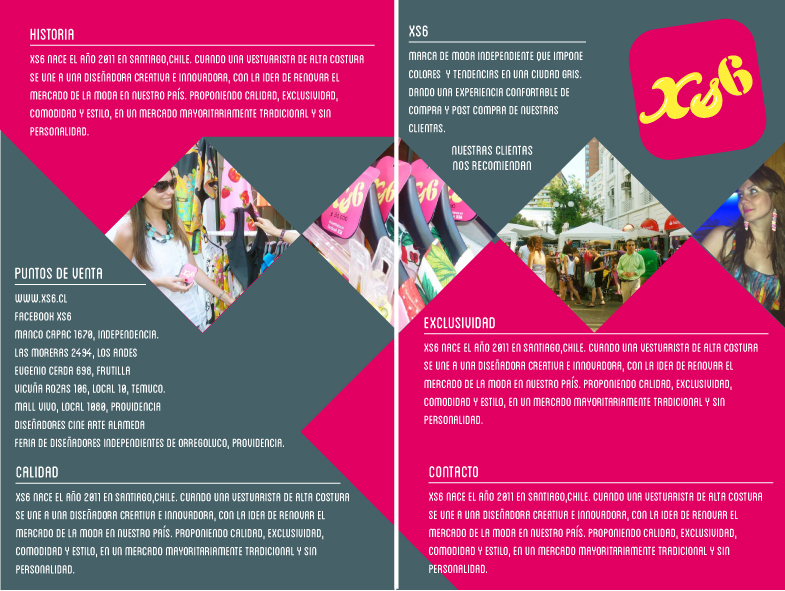 HISTORIA
XS6 NACE EL AÑO 2011 EN SANTIAGO,CHILE. CUANDO UNA VESTUARISTA DE ALTA COSTURA
SE UNE A UNA DISEÑADORA CREATIVA E INNOVADORA, CON LA IDEA DE RENOVAR EL
MERCADO DE LA MODA EN NUESTRO PAÍS. PROPONIENDO CALIDAD, EXCLUSIVIDAD,
COMODIDAD Y ESTILO, EN UN MERCADO MAYORITARIAMENTE TRADICIONAL Y SIN
PERSONALIDAD.
PUNTOS DE VENTA
WWW.XS6.CL
FACEBOOK XS6
MANCO CAPAC 1670, INDEPENDENCIA.
LAS MORERAS 2494, LOS ANDES
EUGENIO CERDA 698, FRUTILLA
VICUÑA ROZAS 106, LOCAL 10, TEMUCO.
MALL VIVO, LOCAL 1080, PROVIDENCIA
DISEÑADORES CINE ARTE ALAMEDA
FERIA DE DISEÑADORES INDEPENDIENTES DE ORREGOLUCO, PROVIDENCIA.
CALIDAD
XS6 NACE EL AÑO 2011 EN SANTIAGO,CHILE. CUANDO UNA VESTUARISTA DE ALTA COSTURA
SE UNE A UNA DISEÑADORA CREATIVA E INNOVADORA, CON LA IDEA DE RENOVAR EL
MERCADO DE LA MODA EN NUESTRO PAÍS. PROPONIENDO CALIDAD, EXCLUSIVIDAD,
COMODIDAD Y ESTILO, EN UN MERCADO MAYORITARIAMENTE TRADICIONAL Y SIN
PERSONALIDAD.
XS6
MARCA DE MODA INDEPENDIENTE QUE IMPONE
COLORES Y TENDENCIAS EN UNA CIUDAD GRIS.
DANDO UNA EXPERIENCIA CONFORTABLE DE
COMPRA Y POST COMPRA DE NUESTRAS
CLIENTAS.
xs6
NUESTRAS CLIENTAS
NOS RECOMIENDAN
xs6
xs6
EXCLUSIVIDAD
XS6 NACE EL AÑO 2011 EN SANTIAGO,CHILE. CUANDO UNA VESTUARISTA DE ALTA COSTURA
SE UNE A UNA DISEÑADORA CREATIVA E INNOVADORA, CON LA IDEA DE RENOVAR EL
MERCADO DE LA MODA EN NUESTRO PAÍS. PROPONIENDO CALIDAD, EXCLUSIVIDAD,
COMODIDAD Y ESTILO, EN UN MERCADO MAYORITARIAMENTE TRADICIONAL Y SIN
PERSONALIDAD.
CONTACTO
XS6 NACE EL AÑO 2011 EN SANTIAGO,CHILE. CUANDO UNA VESTUARISTA DE ALTA COSTURA
SE UNE A UNA DISEÑADORA CREATIVA E INNOVADORA, CON LA IDEA DE RENOVAR EL
MERCADO DE LA MODA EN NUESTRO PAÍS. PROPONIENDO CALIDAD, EXCLUSIVIDAD,
COMODIDAD Y ESTILO, EN UN MERCADO MAYORITARIAMENTE TRADICIONAL Y SIN
PERSONALIDAD.